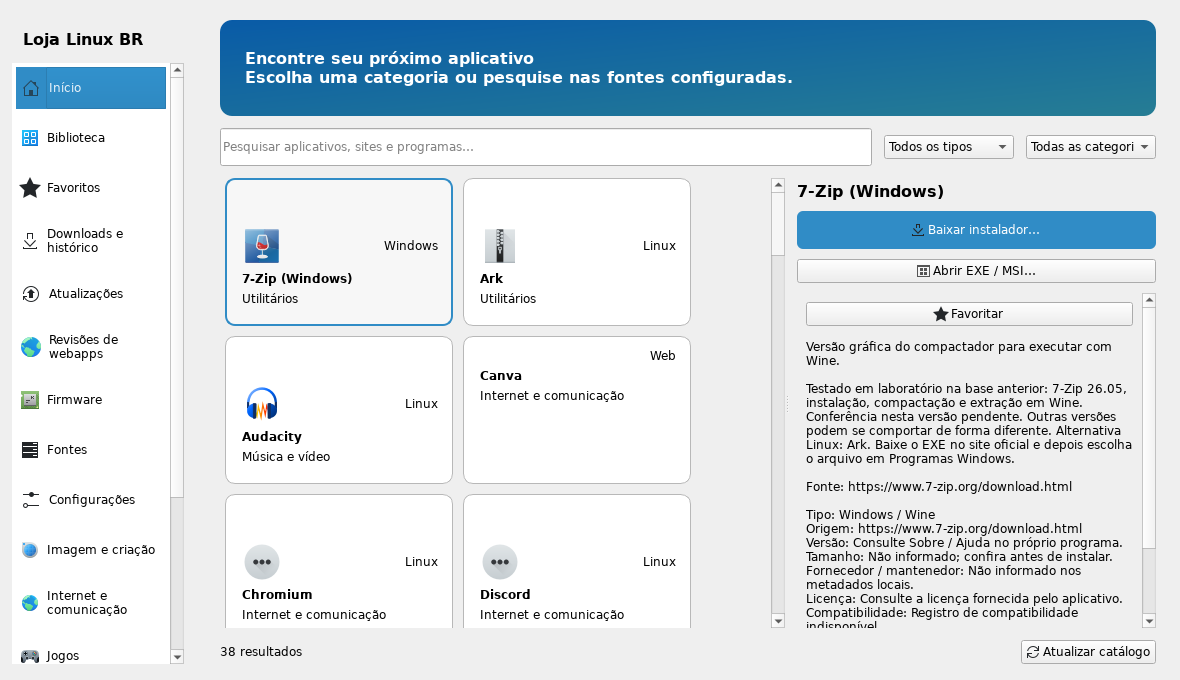 Loja Linux BR
Início
Biblioteca
Favoritos
Downloads e
histórico
Atualizações
Revisões de
webapps
Firmware
Fontes
Configurações
Imagem e criação
Internet e
comunicação
Jogos
Encontre seu próximo aplicativo
Escolha uma categoria ou pesquise nas fontes configuradas.
Pesquisar aplicativos, sites e programas...
Todos os tipos
Todas as categori
Windows
7-Zip (Windows)
Utilitários
Linux
Ark
Utilitários
Linux
Audacity
Música e vídeo
Web
Canva
Internet e comunicação
Linux
Chromium
Internet e comunicação
Linux
Discord
Internet e comunicação
38 resultados
7-Zip (Windows)
Baixar instalador...
Abrir EXE / MSI...
Favoritar
Versão gráfica do compactador para executar com
Wine.
Testado em laboratório na base anterior: 7-Zip 26.05,
instalação, compactação e extração em Wine.
Conferência nesta versão pendente. Outras versões
podem se comportar de forma diferente. Alternativa
Linux: Ark. Baixe o EXE no site oficial e depois escolha
o arquivo em Programas Windows.
Fonte: https://www.7-zip.org/download.html
Tipo: Windows / Wine
Origem: https://www.7-zip.org/download.html
Versão: Consulte Sobre / Ajuda no próprio programa.
Tamanho: Não informado; confira antes de instalar.
Fornecedor / mantenedor: Não informado nos
metadados locais.
Licença: Consulte a licença fornecida pelo aplicativo.
Compatibilidade: Registro de compatibilidade
indisponível
Atualizar catálogo